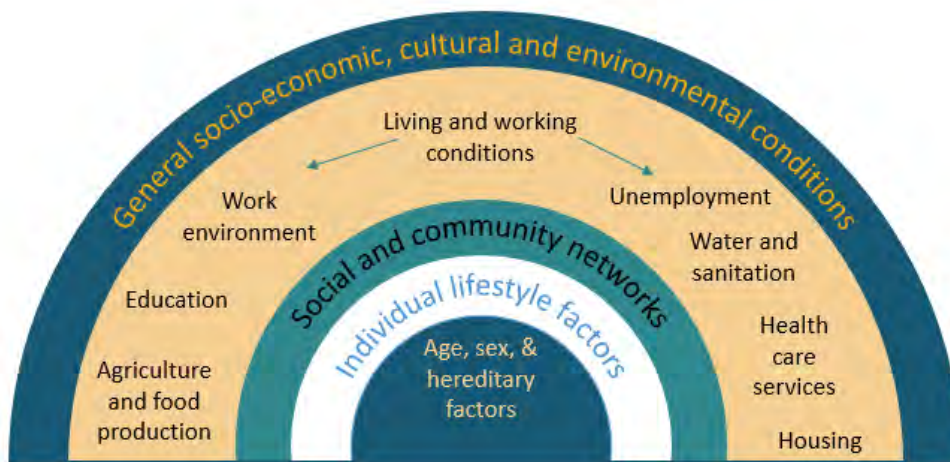 General socio-economic, cultural and environmental conditions
Living and working
conditions
Work
environment
Unemployment
Water and
sanitation
Education
Health
care
services
Agriculture
and food
production
Housing
Social and community networks
Individual lifestyle factors
Age, sex, &
hereditary
factors